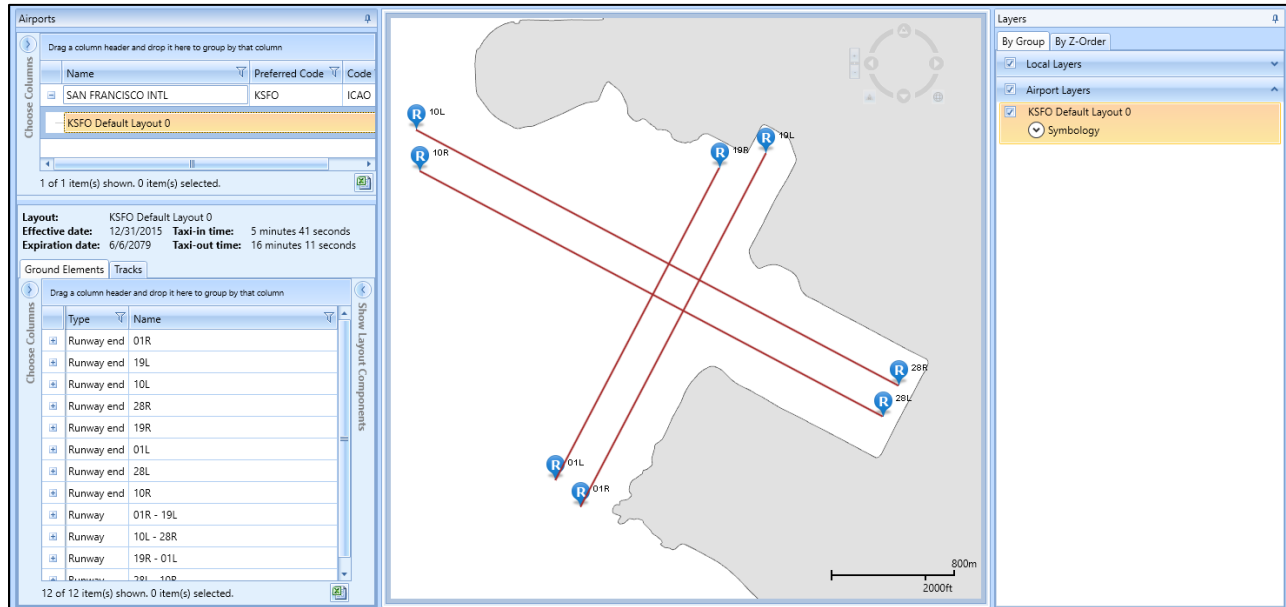 Airports
Choose Columns
Drag a column header and drop it here to group by that column
Name Preferred Code Code
SAN FRANCISCO INTL KSFO ICAO
KSFO Default Layout 0
1 of 1 item(s) shown. 0 item(s) selected.
Layout: KSFO Default Layout 0
Effective date: 12/31/2015 Taxi-in time: 5 minutes 41 seconds
Expiration date: 6/6/2079 Taxi-out time: 16 minutes 11 seconds
Ground Elements Tracks
Choose Columns
Drag a column header and drop it here to group by that column
Show Layout Components
Type Name
Runway end 01R
Runway end 19L
Runway end 10L
Runway end 28R
Runway end 19R
Runway end 01L
Runway end 28L
Runway end 10R
Runway 01R - 19L
Runway 10L - 28R
Runway 19R - 01L
Runway 28L - 10R
12 of 12 item(s) shown. 0 item(s) selected.
R 10L
R 10R
R 19L
R 19R
R 28R
R 28L
R 01L
R 01R
800m
2000ft
Layers
By Group By Z-Order
Local Layers
Airport Layers
KSFO Default Layout 0
Symbology